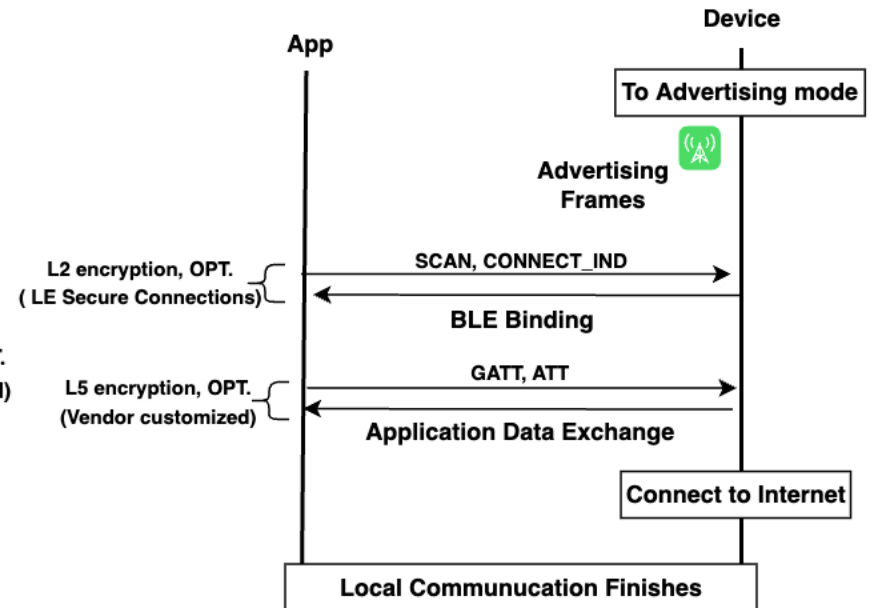 Device
App
To Advertising mode
Advertising
Frames
L2 encryption, OPT.
( LE Secure Connections)
SCAN, CONNECT_IND
BLE Binding
L5 encryption, OPT.
(Vendor customized)
GATT, ATT
Application Data Exchange
Connect to Internet
Local Communucation Finishes